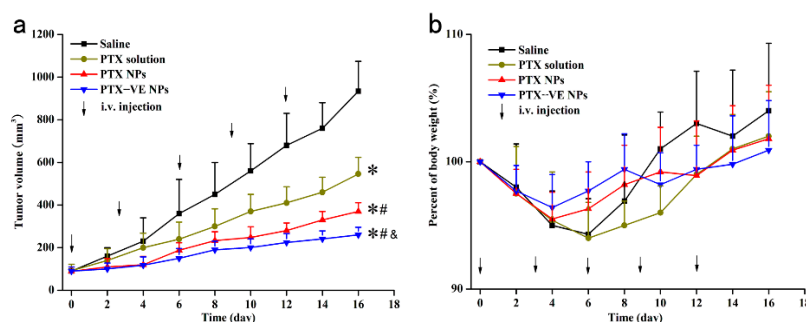 a
Tumor volume (mm³)
1200
1000
800
600
400
200
0
Saline
PTX solution
PTX NPs
PTX–VE NPs
i.v. injection
*
*#
*#&
0 2 4 6 8 10 12 14 16 18
Time (day)
b
Percent of body weight (%)
110
100
90
Saline
PTX solution
PTX NPs
PTX--VE NPs
i.v. injection
0 2 4 6 8 10 12 14 16 18
Time (day)